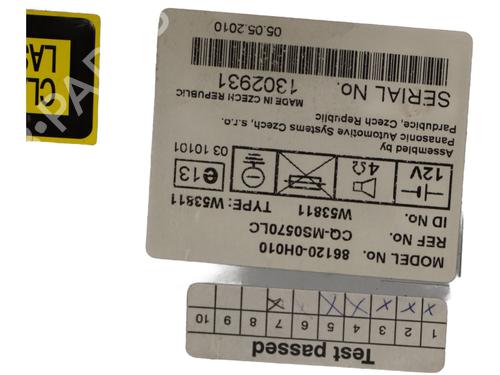 Test passed
1 2 3 4 5 6 7 8 9 10
MODEL No. 86120-0H010
REF No. CQ-MS0570LC
ID No. W53811 TYPE: W53811
12V 4Ω e13 03 10101
Assembled by
Panasonic Automotive Systems Czech, s.r.o.
Pardubice, Czech Republic
MADE IN CZECH REPUBLIC
SERIAL No. 1302931
05.05.2010
CL
LAS